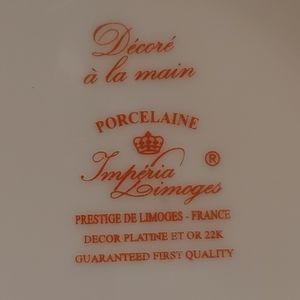 Décoré
à la main
PORCELAINE
Impéria ®
Limoges
PRESTIGE DE LIMOGES - FRANCE
DECOR PLATINE ET OR 22K
GUARANTEED FIRST QUALITY